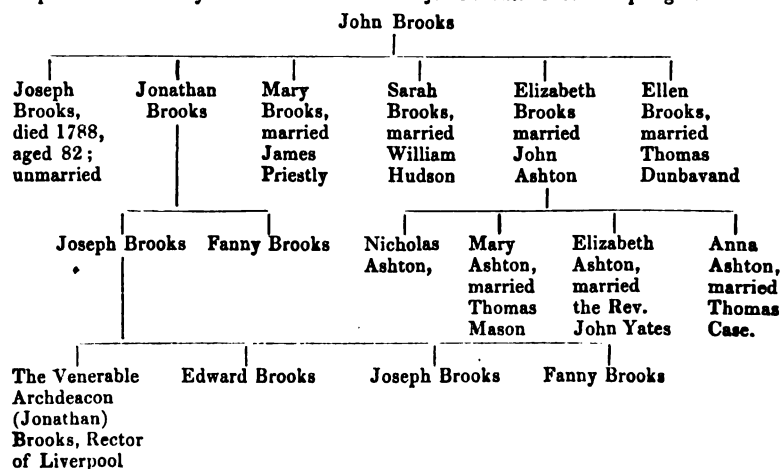 John Brooks
Joseph
Brooks,
died 1788,
aged 82;
unmarried
Jonathan
Brooks
Mary
Brooks,
married
James
Priestly
Sarah
Brooks,
married
William
Hudson
Elizabeth
Brooks
married
John
Ashton
Ellen
Brooks,
married
Thomas
Dunbavand
Joseph Brooks
Fanny Brooks
Nicholas
Ashton,
Mary
Ashton,
married
Thomas
Mason
Elizabeth
Ashton,
married
the Rev.
John Yates
Anna
Ashton,
married
Thomas
Case.
The Venerable
Archdeacon
(Jonathan)
Brooks, Rector
of Liverpool
Edward Brooks
Joseph Brooks
Fanny Brooks